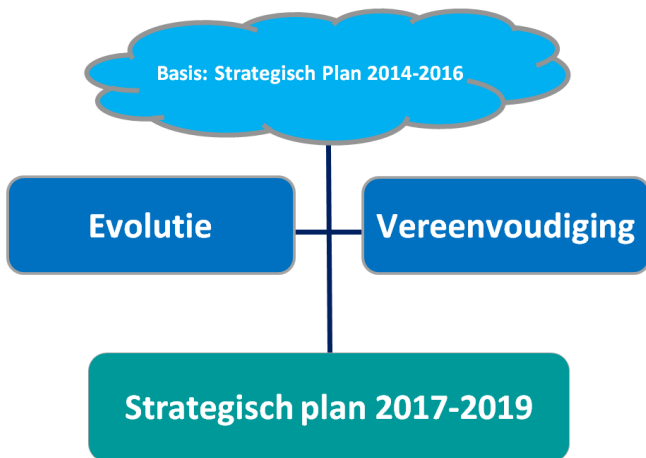 Basis: Strategisch Plan 2014-2016
Evolutie
Vereenvoudiging
Strategisch plan 2017-2019